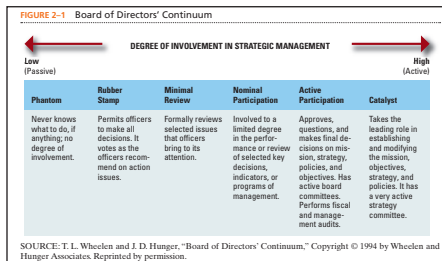 FIGURE 2–1 Board of Directors' Continuum
DEGREE OF INVOLVEMENT IN STRATEGIC MANAGEMENT
Low
(Passive)
High
(Active)
Phantom
Never knows
what to do, if
anything; no
degree of
involvement.
Rubber
Stamp
Permits officers
to make all
decisions. It
votes as the
officers recom-
mend on action
issues.
Minimal
Review
Formally reviews
selected issues
that officers
bring to its
attention.
Nominal
Participation
Involved to a
limited degree
in the perfor-
mance or review
of selected key
decisions,
indicators, or
programs of
management.
Active
Participation
Approves,
questions, and
makes final de-
cisions on mis-
sion, strategy,
policies, and
objectives. Has
active board
committees.
Performs fiscal
and manage-
ment audits.
Catalyst
Takes the
leading role in
establishing
and modifying
the mission,
objectives,
strategy, and
policies. It has
a very active
strategy
committee.
SOURCE: T. L. Wheelen and J. D. Hunger, "Board of Directors' Continuum," Copyright © 1994 by Wheelen and
Hunger Associates. Reprinted by permission.